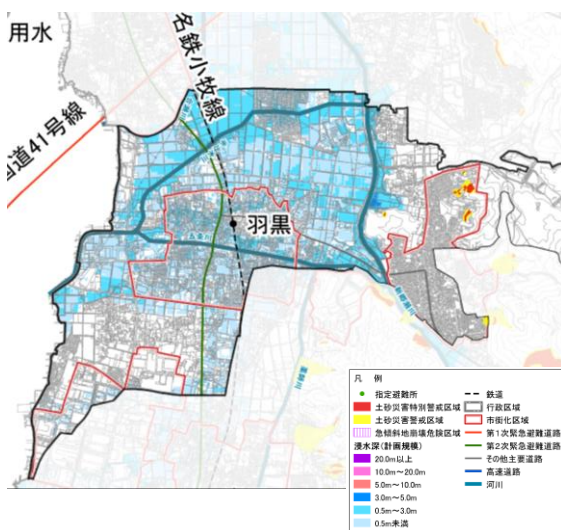 用水
名鉄小牧線
国道41号線
羽黒
凡 例
指定避難所
土砂災害特別警戒区域
土砂災害警戒区域
急傾斜地崩壊危険区域
浸水深(計画規模)
20.0m以上
10.0m~20.0m
5.0m~10.0m
3.0m~5.0m
0.5m~3.0m
0.5m未満
鉄道
行政区域
市街化区域
第1次緊急避難道路
第2次緊急避難道路
その他主要道路
高速道路
河川